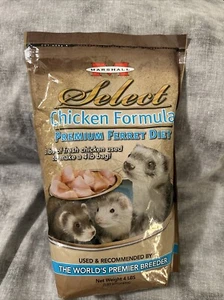 MARSHALL
Select
Chicken Formula
PREMIUM FERRET DIET
of fresh chicken used
make a 4 lb bag!
USED & RECOMMENDED BY
THE WORLD'S PREMIER BREEDER
Net Weight 4 LBS